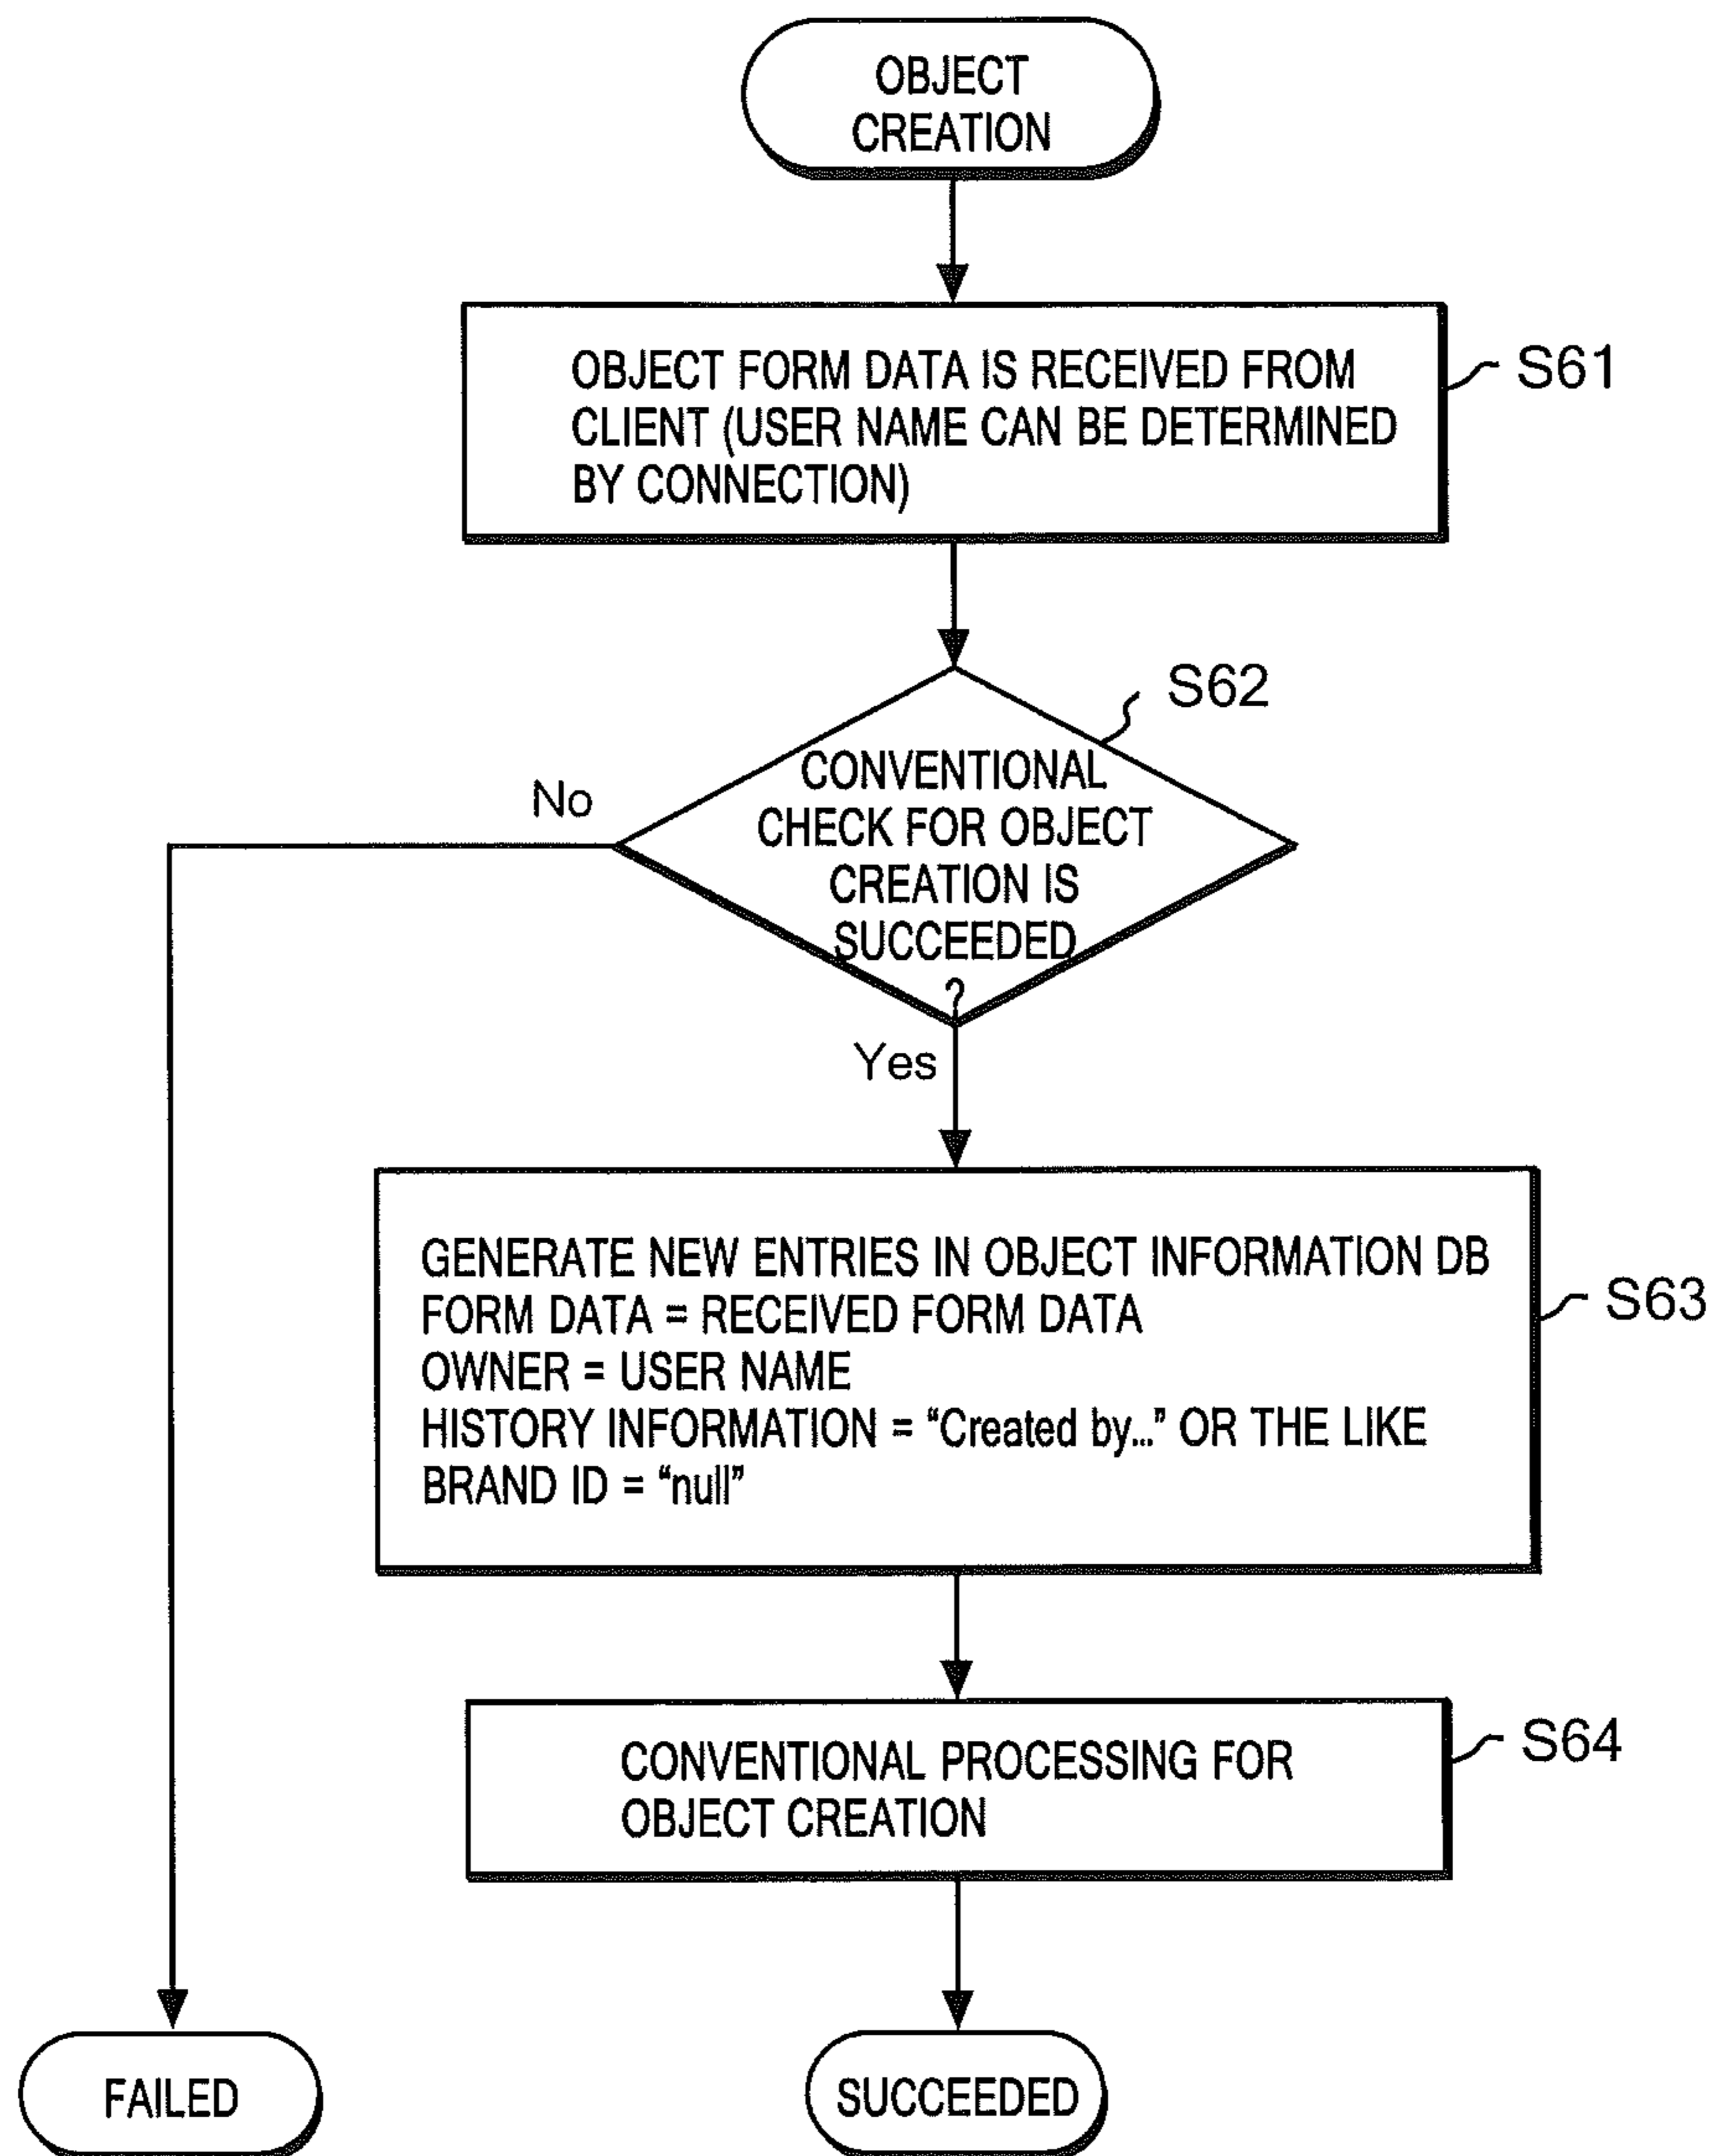 OBJECT
CREATION
OBJECT FORM DATA IS RECEIVED FROM
CLIENT (USER NAME CAN BE DETERMINED
BY CONNECTION)
S61
S62
CONVENTIONAL
CHECK FOR OBJECT
CREATION IS
SUCCEEDED
?
No
Yes
GENERATE NEW ENTRIES IN OBJECT INFORMATION DB
FORM DATA = RECEIVED FORM DATA
OWNER = USER NAME
HISTORY INFORMATION = “Created by...” OR THE LIKE
BRAND ID = “null”
S63
CONVENTIONAL PROCESSING FOR
OBJECT CREATION
S64
FAILED
SUCCEEDED